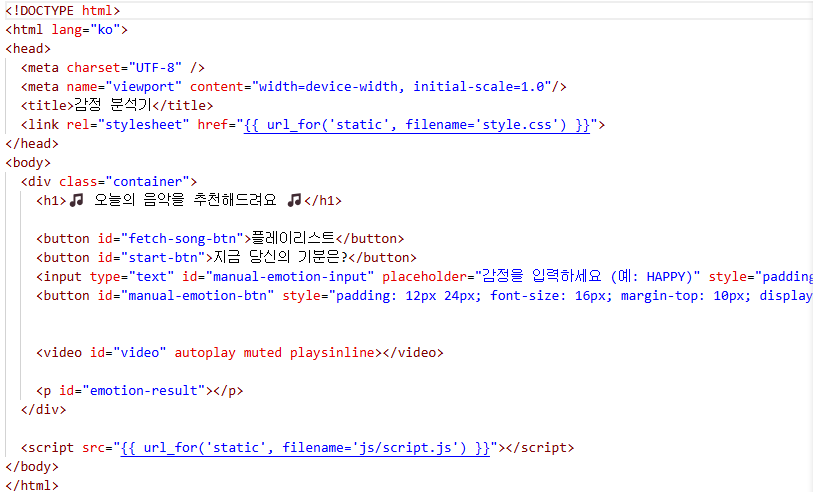 <!DOCTYPE html>
<html lang="ko">
<head>
<meta charset="UTF-8" />
<meta name="viewport" content="width=device-width, initial-scale=1.0"/>
<title>감정 분석기</title>
<link rel="stylesheet" href="{{ url_for('static', filename='style.css') }}">
</head>
<body>
<div class="container">
<h1>🎵 오늘의 음악을 추천해드려요 🎵</h1>
<button id="fetch-song-btn">플레이리스트</button>
<button id="start-btn">지금 당신의 기분은?</button>
<input type="text" id="manual-emotion-input" placeholder="감정을 입력하세요 (예: HAPPY)" style="padding
<button id="manual-emotion-btn" style="padding: 12px 24px; font-size: 16px; margin-top: 10px; display
<video id="video" autoplay muted playsinline></video>
<p id="emotion-result"></p>
</div>
<script src="{{ url_for('static', filename='js/script.js') }}"></script>
</body>
</html>